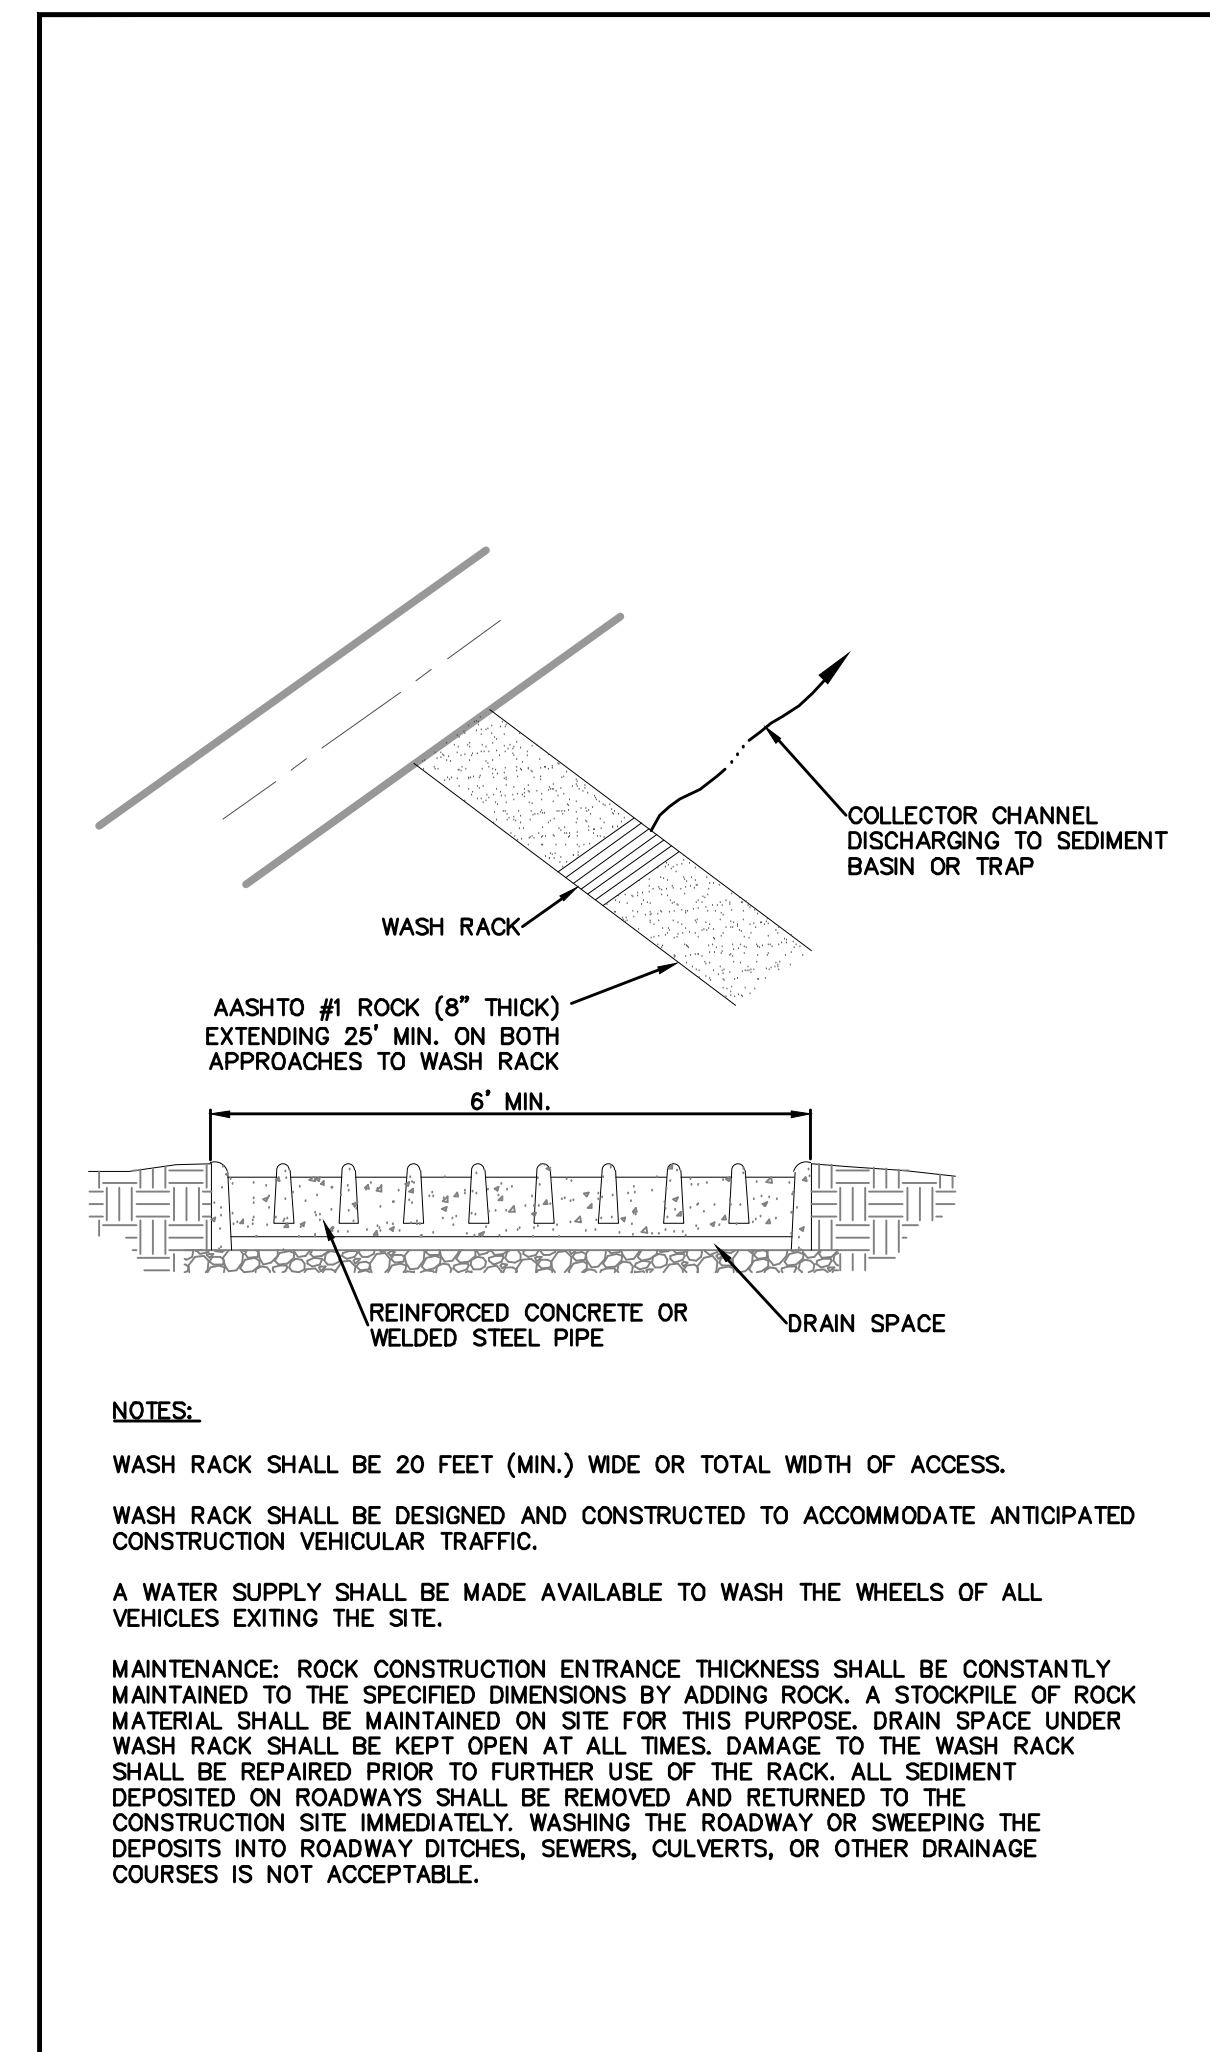 COLLECTOR CHANNEL
DISCHARGING TO SEDIMENT
BASIN OR TRAP
WASH RACK
AASHTO #1 ROCK (8" THICK)
EXTENDING 25' MIN. ON BOTH
APPROACHES TO WASH RACK
6' MIN.
REINFORCED CONCRETE OR
WELDED STEEL PIPE
DRAIN SPACE
NOTES:
WASH RACK SHALL BE 20 FEET (MIN.) WIDE OR TOTAL WIDTH OF ACCESS.
WASH RACK SHALL BE DESIGNED AND CONSTRUCTED TO ACCOMMODATE ANTICIPATED
CONSTRUCTION VEHICULAR TRAFFIC.
A WATER SUPPLY SHALL BE MADE AVAILABLE TO WASH THE WHEELS OF ALL
VEHICLES EXITING THE SITE.
MAINTENANCE: ROCK CONSTRUCTION ENTRANCE THICKNESS SHALL BE CONSTANTLY
MAINTAINED TO THE SPECIFIED DIMENSIONS BY ADDING ROCK. A STOCKPILE OF ROCK
MATERIAL SHALL BE MAINTAINED ON SITE FOR THIS PURPOSE. DRAIN SPACE UNDER
WASH RACK SHALL BE KEPT OPEN AT ALL TIMES. DAMAGE TO THE WASH RACK
SHALL BE REPAIRED PRIOR TO FURTHER USE OF THE RACK. ALL SEDIMENT
DEPOSITED ON ROADWAYS SHALL BE REMOVED AND RETURNED TO THE
CONSTRUCTION SITE IMMEDIATELY. WASHING THE ROADWAY OR SWEEPING THE
DEPOSITS INTO ROADWAY DITCHES, SEWERS, CULVERTS, OR OTHER DRAINAGE
COURSES IS NOT ACCEPTABLE.